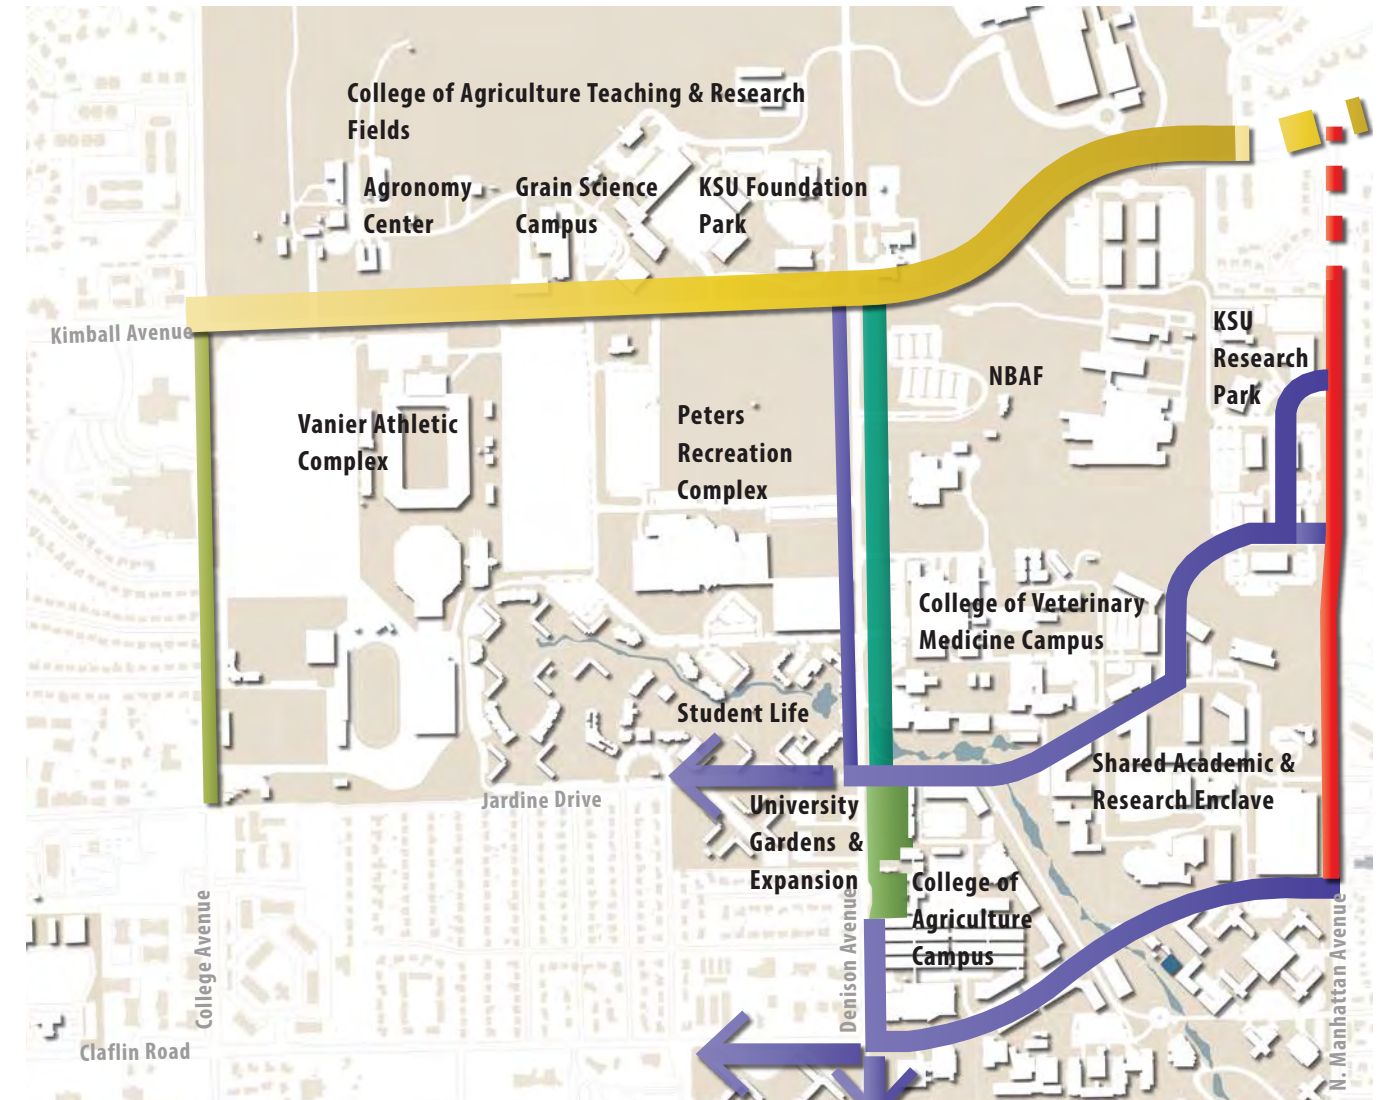 College of Agriculture Teaching & Research
Fields
Agronomy
Center
Grain Science
Campus
KSU Foundation
Park
Kimball Avenue
KSU
Research
Park
NBAF
Vanier Athletic
Complex
Peters
Recreation
Complex
College of Veterinary
Medicine Campus
Student Life
Shared Academic &
Research Enclave
Jardine Drive
University
Gardens &
Expansion
College of
Agriculture
Campus
College Avenue
Denison Avenue
N. Manhattan Avenue
Claflin Road